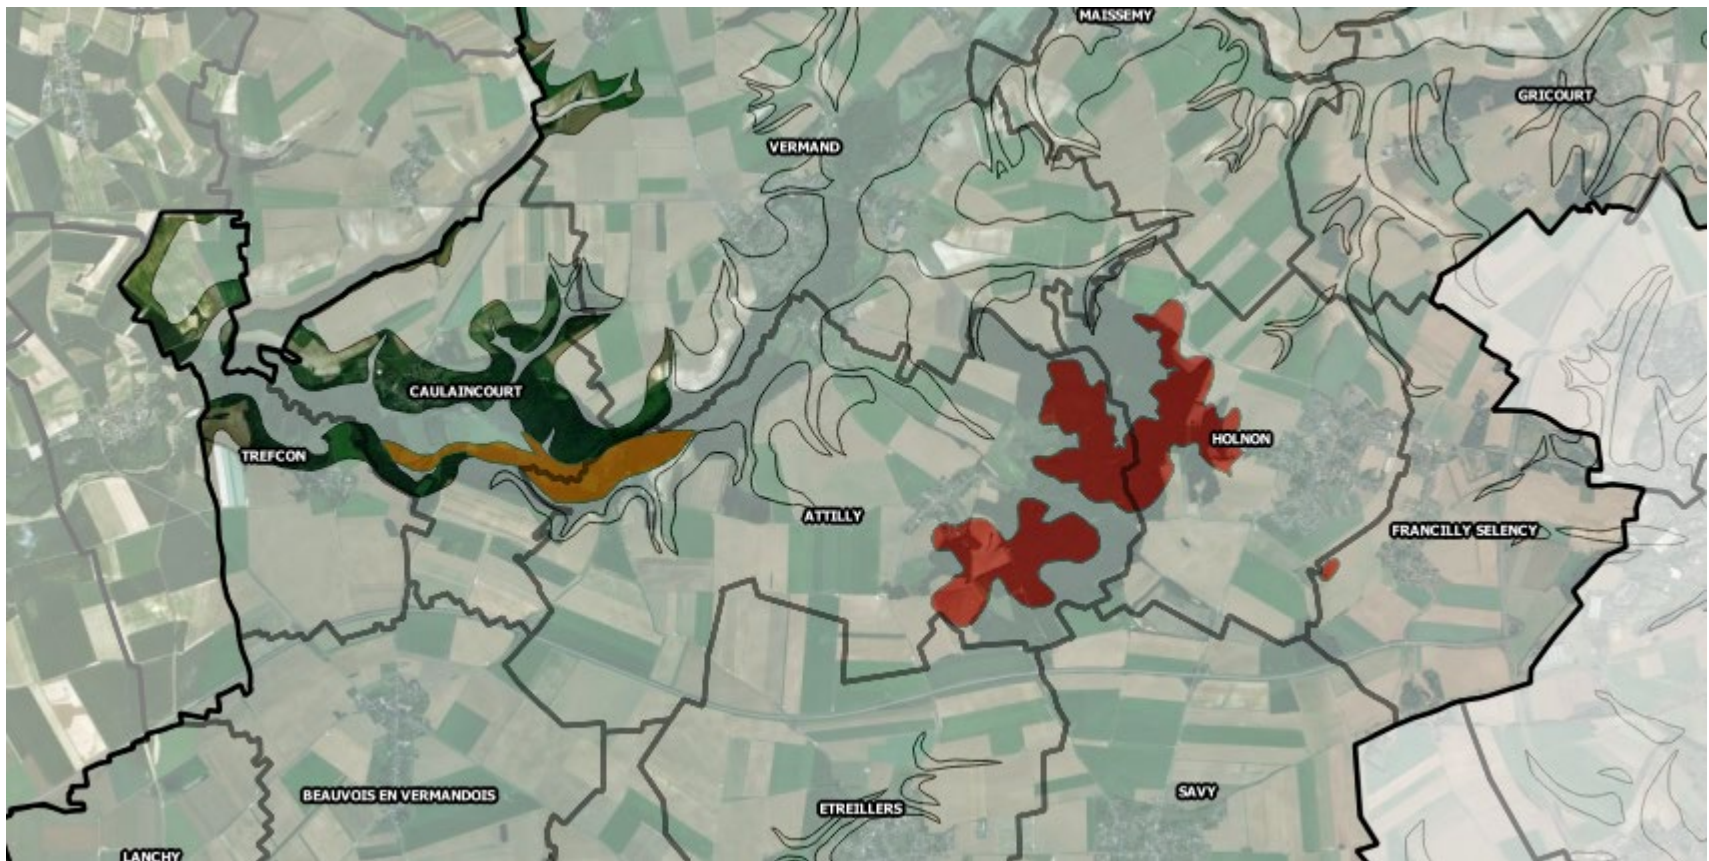 MAISSEMY
GRICOURT
VERMAND
CAULAINCOURT
HOLNON
TREFCON
ATTILLY
FRANCILLY SELENCY
BEAUVOIS EN VERMANDOIS
SAVY
ETREILLERS
LANCHY